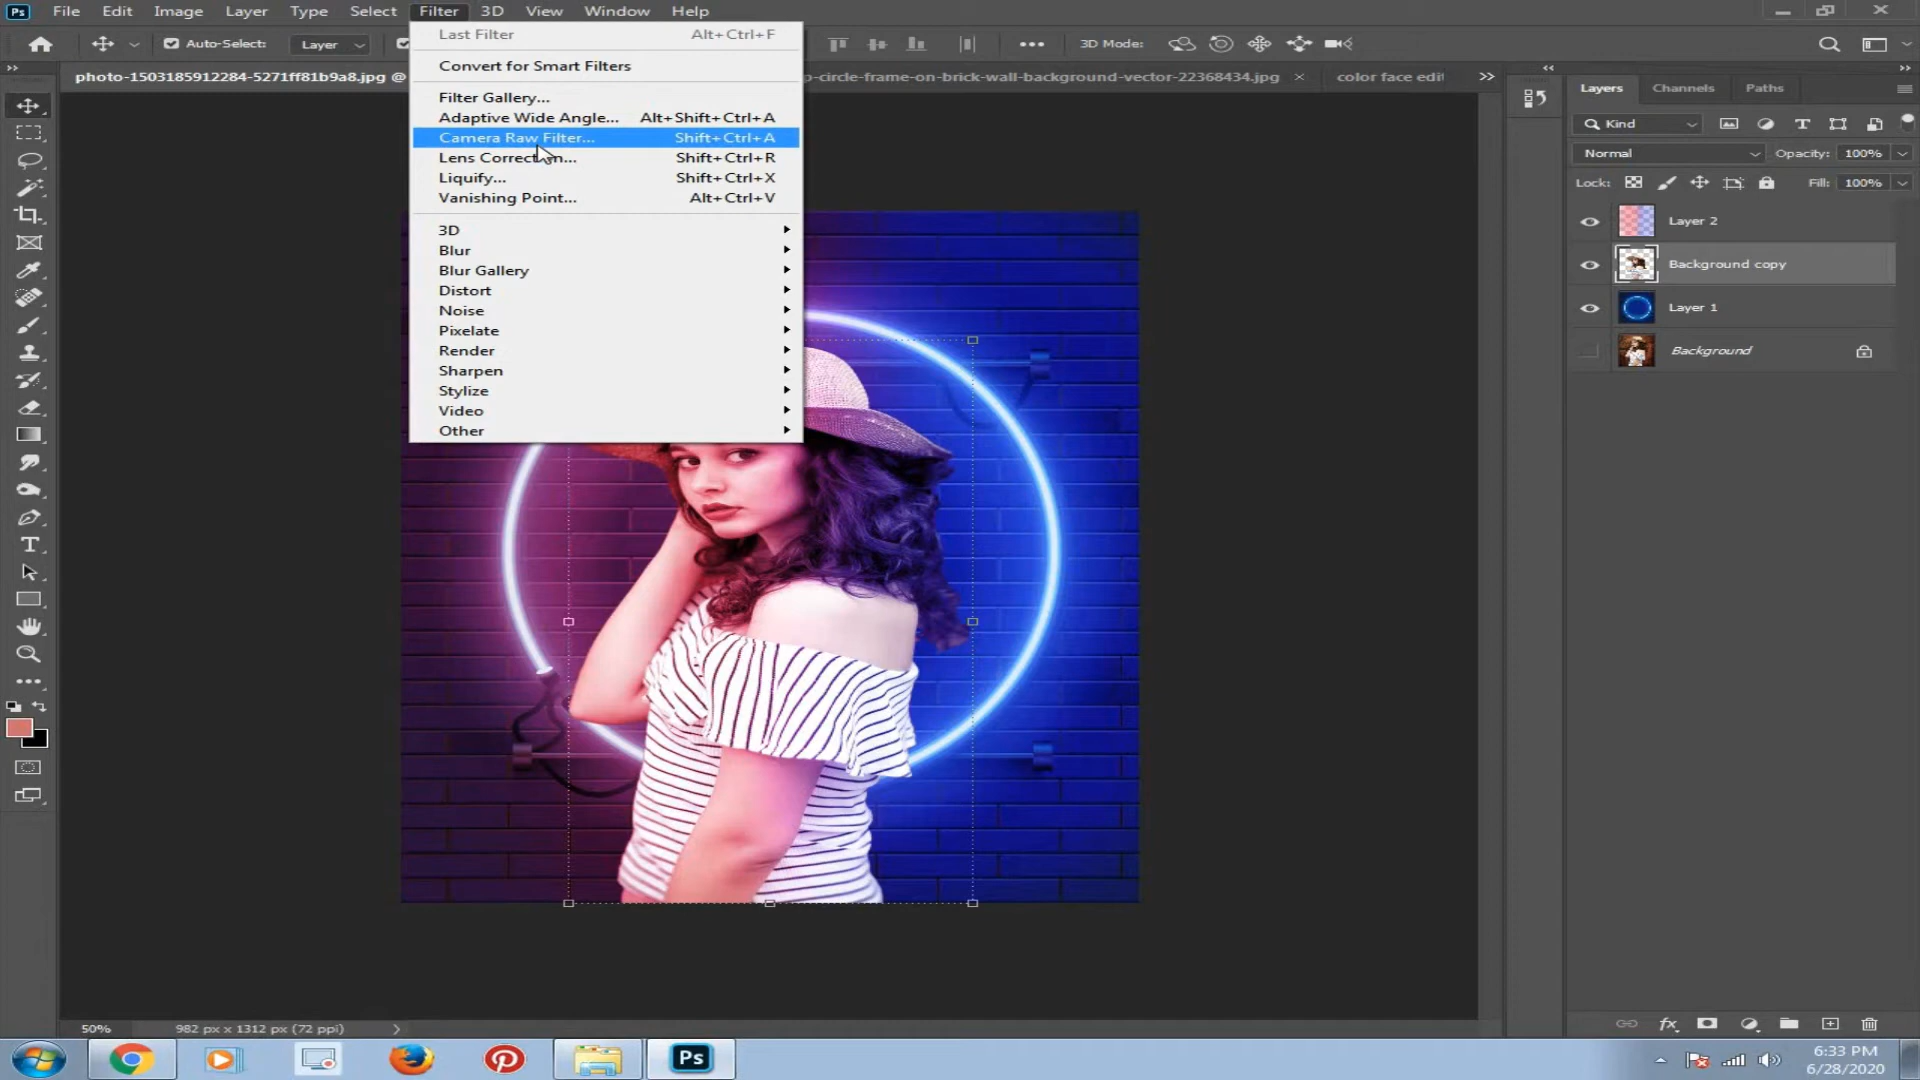 Ps File Edit Image Layer Type Select Filter 3D View Window Help
Auto-Select: Layer 3D Mode:
photo-1503185912284-5271ff81b9a8.jpg @ p-circle-frame-on-brick-wall-background-vector-22368434.jpg × color face edit
Last Filter Alt+Ctrl+F
Convert for Smart Filters
Filter Gallery...
Adaptive Wide Angle... Alt+Shift+Ctrl+A
Camera Raw Filter... Shift+Ctrl+A
Lens Correction... Shift+Ctrl+R
Liquify... Shift+Ctrl+X
Vanishing Point... Alt+Ctrl+V
3D
Blur
Blur Gallery
Distort
Noise
Pixelate
Render
Sharpen
Stylize
Video
Other
Layers Channels Paths
Kind
Normal Opacity: 100%
Lock: Fill: 100%
Layer 2
Background copy
Layer 1
Background
50% 982 px x 1312 px (72 ppi)
Ps
6:33 PM
6/28/2020